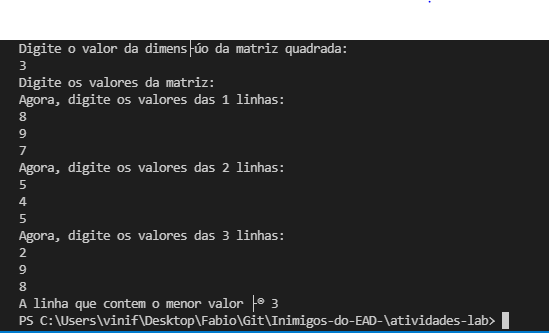 Digite o valor da dimens├úo da matriz quadrada:
3
Digite os valores da matriz:
Agora, digite os valores das 1 linhas:
8
9
7
Agora, digite os valores das 2 linhas:
5
4
5
Agora, digite os valores das 3 linhas:
2
9
8
A linha que contem o menor valor ├® 3
PS C:\Users\vinif\Desktop\Fabio\Git\Inimigos-do-EAD-\atividades-lab>